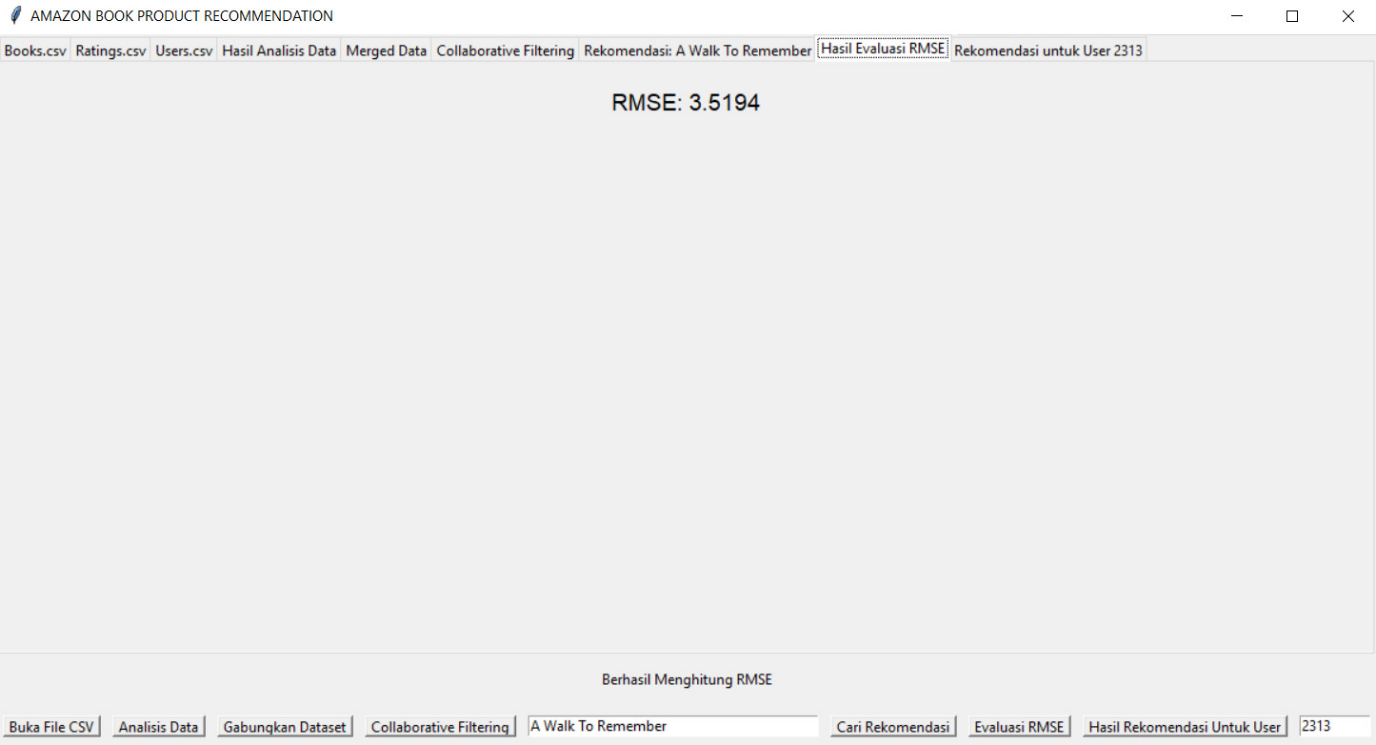 AMAZON BOOK PRODUCT RECOMMENDATION
Books.csv Ratings.csv Users.csv Hasil Analisis Data Merged Data Collaborative Filtering Rekomendasi: A Walk To Remember Hasil Evaluasi RMSE Rekomendasi untuk User 2313
RMSE: 3.5194
Berhasil Menghitung RMSE
Buka File CSV Analisis Data Gabungkan Dataset Collaborative Filtering A Walk To Remember Cari Rekomendasi Evaluasi RMSE Hasil Rekomendasi Untuk User 2313